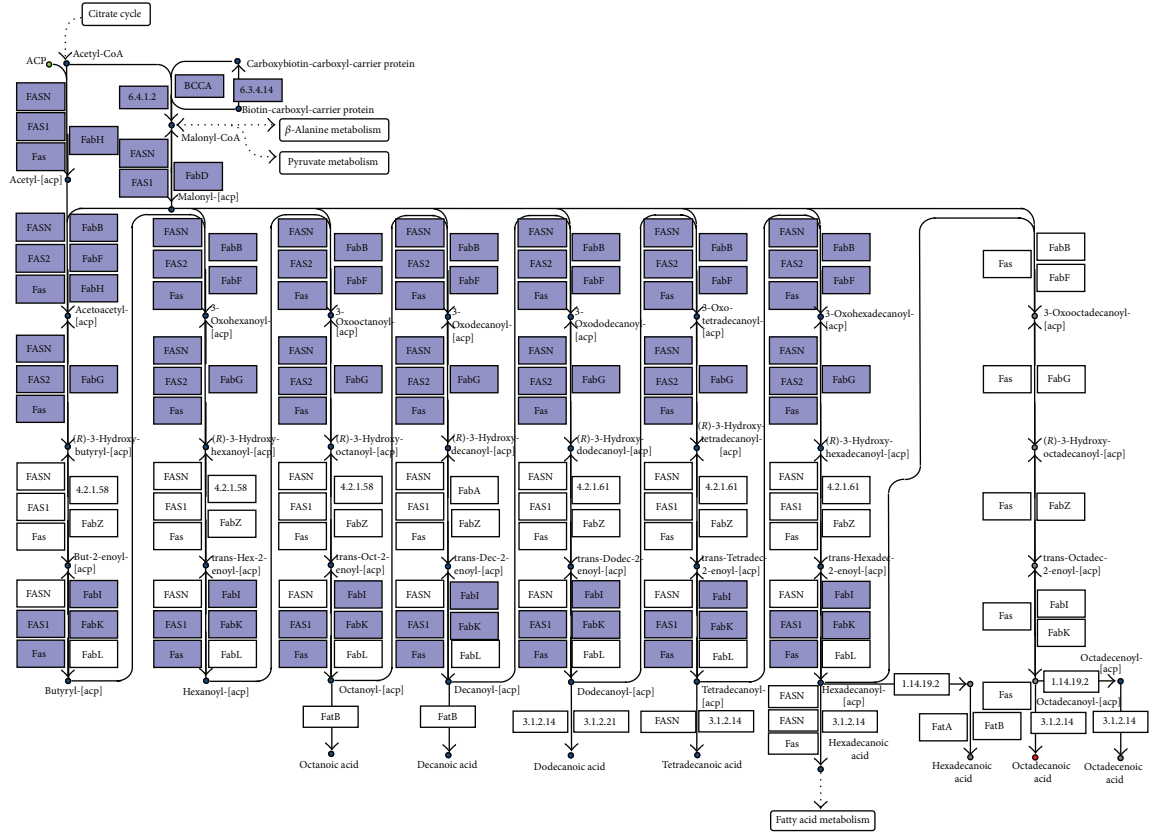 Citrate cycle
ACP
Acetyl-CoA
Carboxybiotin-carboxyl-carrier protein
FASN
6.4.1.2
BCCA
6.3.4.14
Biotin-carboxyl-carrier protein
FAS1
FabH
Malonyl-CoA
β-Alanine metabolism
Fas
FASN
Pyruvate metabolism
Acetyl-[acp]
FAS1
FabD
Malonyl-[acp]
FASN
FabB
FAS2
FabF
Fas
FabH
Acetoacetyl-
[acp]
FASN
FAS2
FabG
Fas
(R)-3-Hydroxy-
butyryl-[acp]
FASN
4.2.1.58
FAS1
FabZ
Fas
But-2-enoyl-
[acp]
FASN
FabI
FAS1
FabK
Fas
FabL
Butyryl-[acp]
FASN
FabB
FAS2
FabF
Fas
3-
Oxohexanoyl-
[acp]
FASN
FAS2
FabG
Fas
(R)-3-Hydroxy-
hexanoyl-[acp]
FASN
4.2.1.58
FAS1
FabZ
Fas
trans-Hex-2-
enoyl-[acp]
FASN
FabI
FAS1
FabK
Fas
FabL
Hexanoyl-[acp]
FASN
FabB
FAS2
FabF
Fas
3-
Oxooctanoyl-
[acp]
FASN
FAS2
FabG
Fas
(R)-3-Hydroxy-
octanoyl-[acp]
FASN
4.2.1.58
FAS1
FabZ
Fas
trans-Oct-2-
enoyl-[acp]
FASN
FabI
FAS1
FabK
Fas
FabL
Octanoyl-[acp]
FatB
Octanoic acid
FASN
FabB
FAS2
FabF
Fas
3-
Oxodecanoyl-
[acp]
FASN
FAS2
FabG
Fas
(R)-3-Hydroxy-
decanoyl-[acp]
FASN
FabA
FAS1
FabZ
Fas
trans-Dec-2-
enoyl-[acp]
FASN
FabI
FAS1
FabK
Fas
FabL
Decanoyl-[acp]
FatB
Decanoic acid
FASN
FabB
FAS2
FabF
Fas
3-
Oxododecanoyl-
[acp]
FASN
FAS2
FabG
Fas
(R)-3-Hydroxy-
dodecanoyl-[acp]
FASN
4.2.1.61
FAS1
FabZ
Fas
trans-Dodec-2-
enoyl-[acp]
FASN
FabI
FAS1
FabK
Fas
FabL
Dodecanoyl-[acp]
3.1.2.14
3.1.2.21
Dodecanoic acid
FASN
FabB
FAS2
FabF
Fas
3-Oxo-
tetradecanoyl-
[acp]
FASN
FAS2
FabG
Fas
(R)-3-Hydroxy-
tetradecanoyl-
[acp]
FASN
4.2.1.61
FAS1
FabZ
Fas
trans-Tetradec-
2-enoyl-[acp]
FASN
FabI
FAS1
FabK
Fas
FabL
Tetradecanoyl-
[acp]
FASN
3.1.2.14
Tetradecanoic acid
FASN
FabB
FAS2
FabF
Fas
3-Oxohexadecanoyl-
[acp]
FASN
FAS2
FabG
Fas
(R)-3-Hydroxy-
hexadecanoyl-[acp]
FASN
4.2.1.61
FAS1
FabZ
Fas
trans-Hexadec-
2-enoyl-[acp]
FASN
FabI
FAS1
FabK
Fas
FabL
Hexadecanoyl-
[acp]
FASN
FASN
3.1.2.14
Fas
Hexadecanoic
acid
Fatty acid metabolism
1.14.19.2
FatA
FatB
Hexadecanoic
acid
Fas
FabB
FabF
3-Oxooctadecanoyl-
[acp]
Fas
FabG
(R)-3-Hydroxy-
octadecanoyl-[acp]
Fas
FabZ
trans-Octadec-
2-enoyl-[acp]
Fas
FabI
FabK
Octadecenoyl-
[acp]
1.14.19.2
Fas
Octadecanoyl-[acp]
3.1.2.14
3.1.2.14
Octadecanoic
acid
Octadecenoic
acid